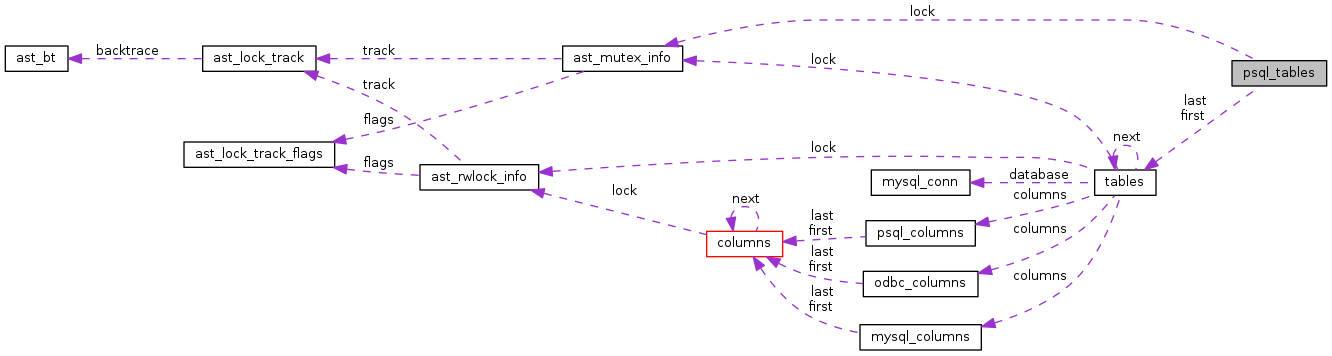 lock
ast_bt
backtrace
ast_lock_track
track
ast_mutex_info
lock
psql_tables
track
last
first
flags
next
ast_lock_track_flags
flags
ast_rwlock_info
lock
mysql_conn
database
tables
lock
next
columns
last
first
psql_columns
columns
columns
last
first
odbc_columns
columns
last
first
mysql_columns